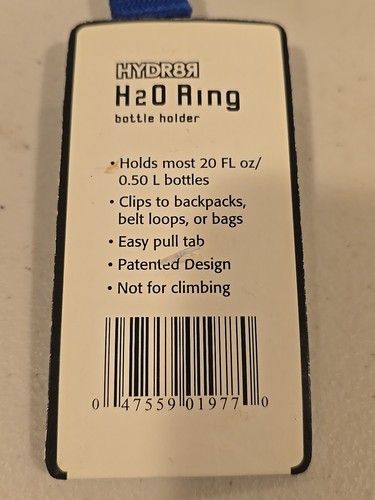 HYDR8R
H2O Ring
bottle holder
• Holds most 20 FL oz/
0.50 L bottles
• Clips to backpacks,
belt loops, or bags
• Easy pull tab
• Patented Design
• Not for climbing
0 47559 01977 0